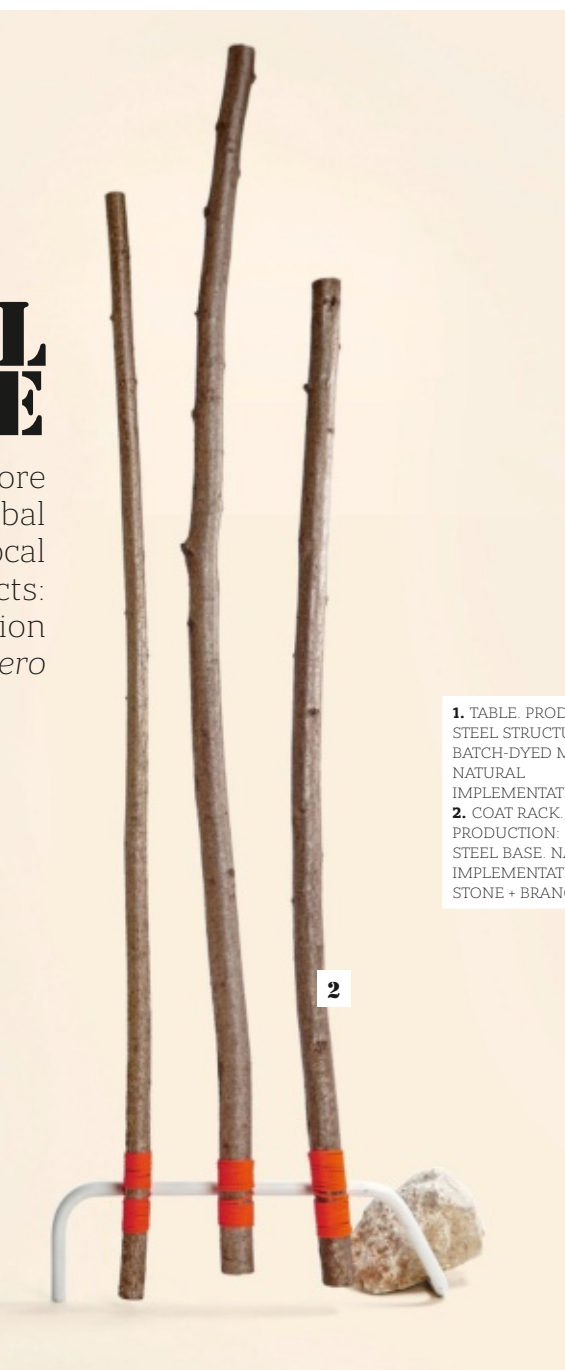 L
E
ore
bal
ocal
cts:
ion
ero
1. TABLE. PROD
STEEL STRUCTU
BATCH-DYED M
NATURAL
IMPLEMENTAT
2. COAT RACK.
PRODUCTION:
STEEL BASE. NA
IMPLEMENTAT
STONE + BRANC
2